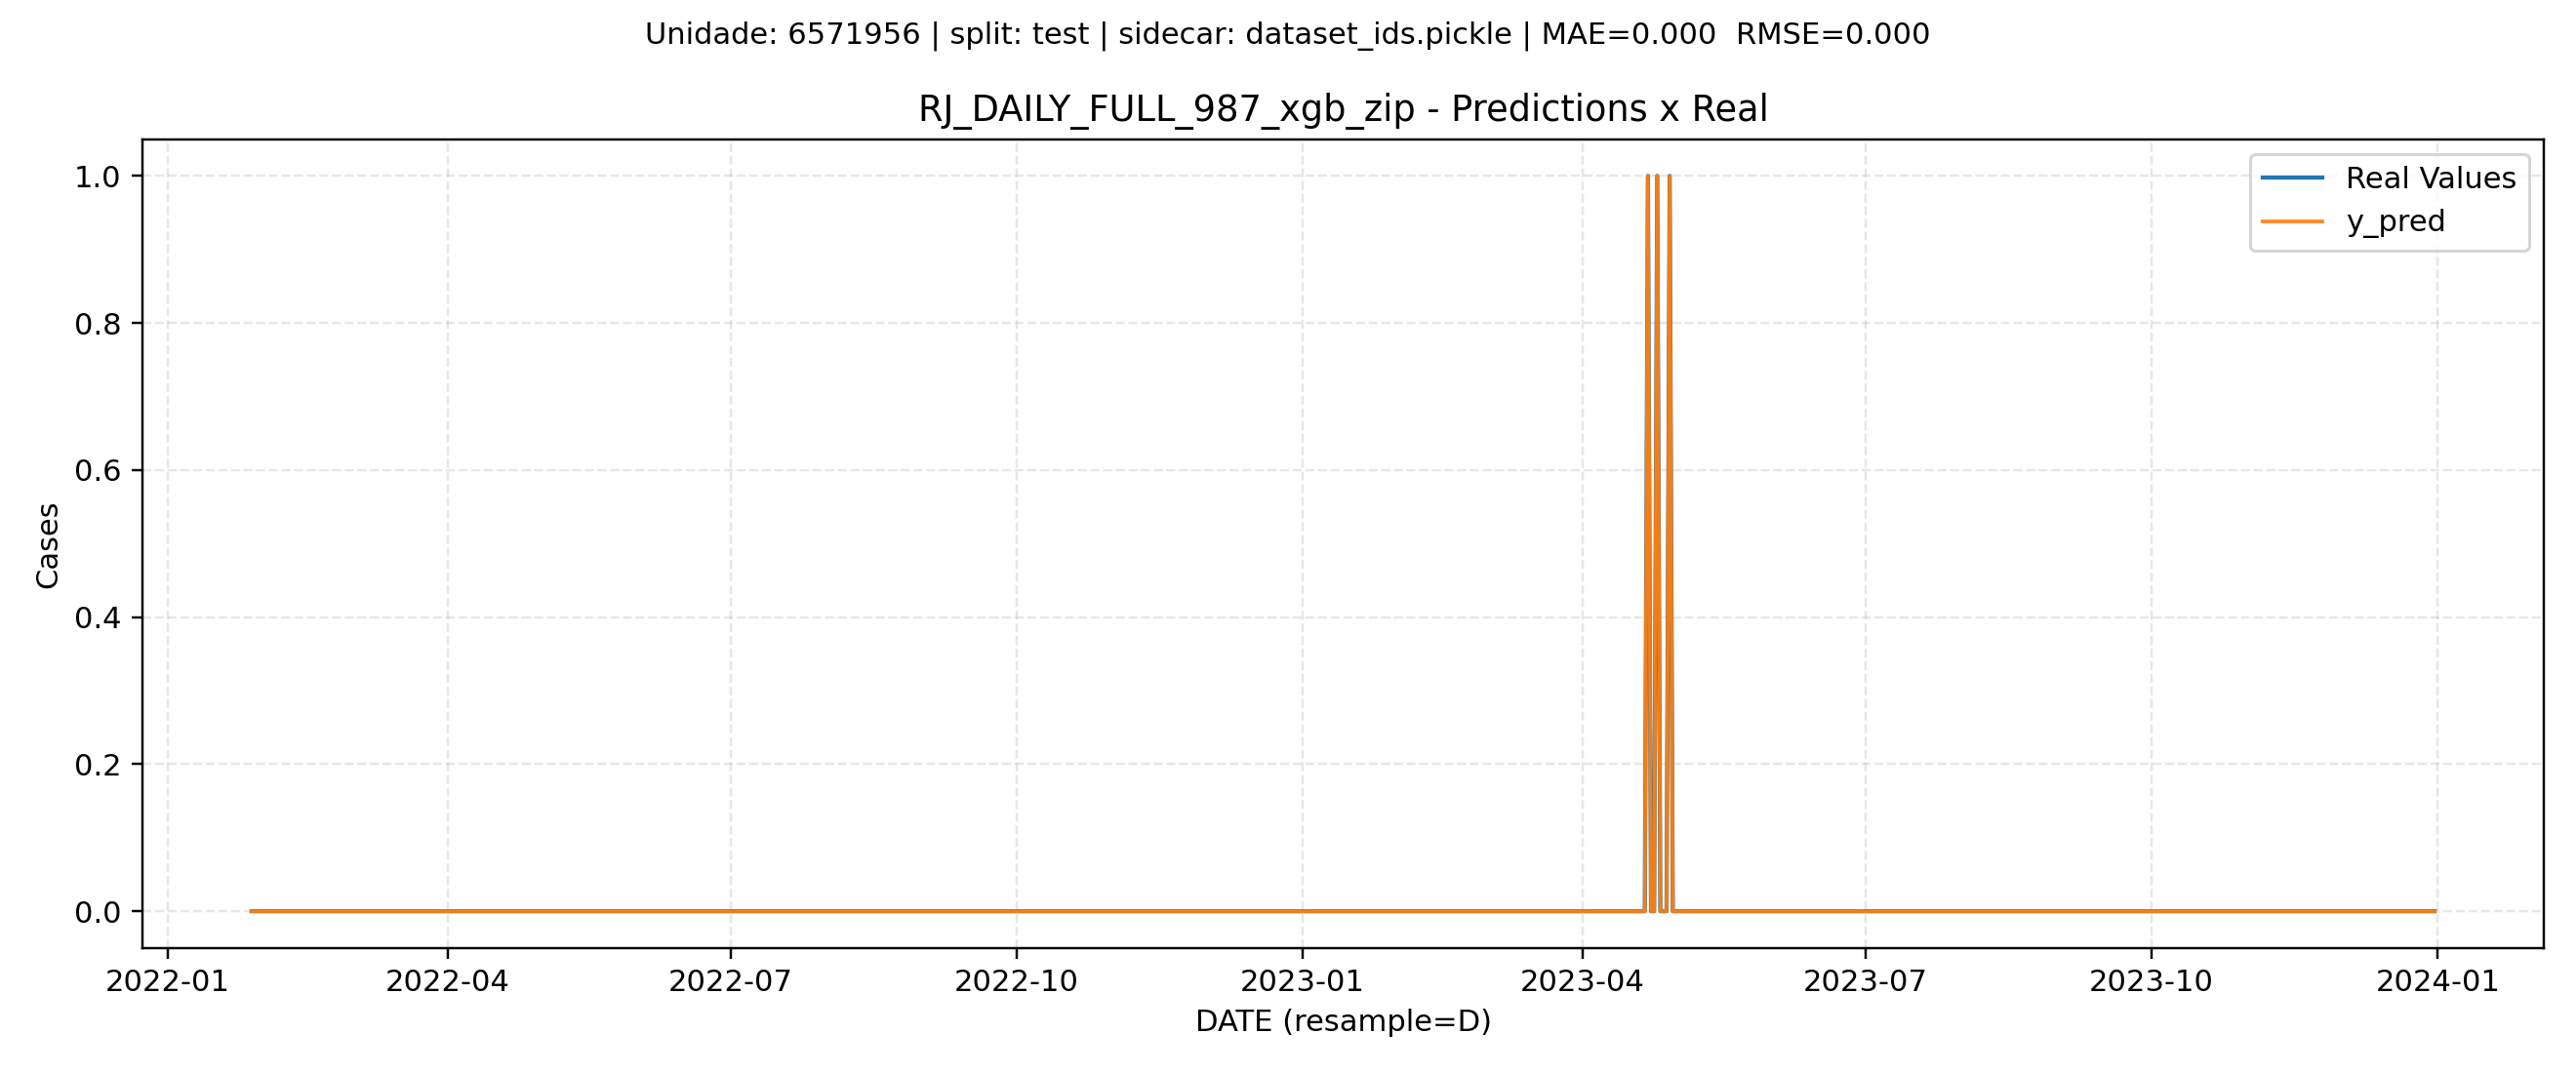 Unidade: 6571956 | split: test | sidecar: dataset_ids.pickle | MAE=0.000  RMSE=0.000
RJ_DAILY_FULL_987_xgb_zip - Predictions x Real
Real Values
y_pred
1.0
0.8
0.6
0.4
0.2
0.0
Cases
2022-01
2022-04
2022-07
2022-10
2023-01
2023-04
2023-07
2023-10
2024-01
DATE (resample=D)